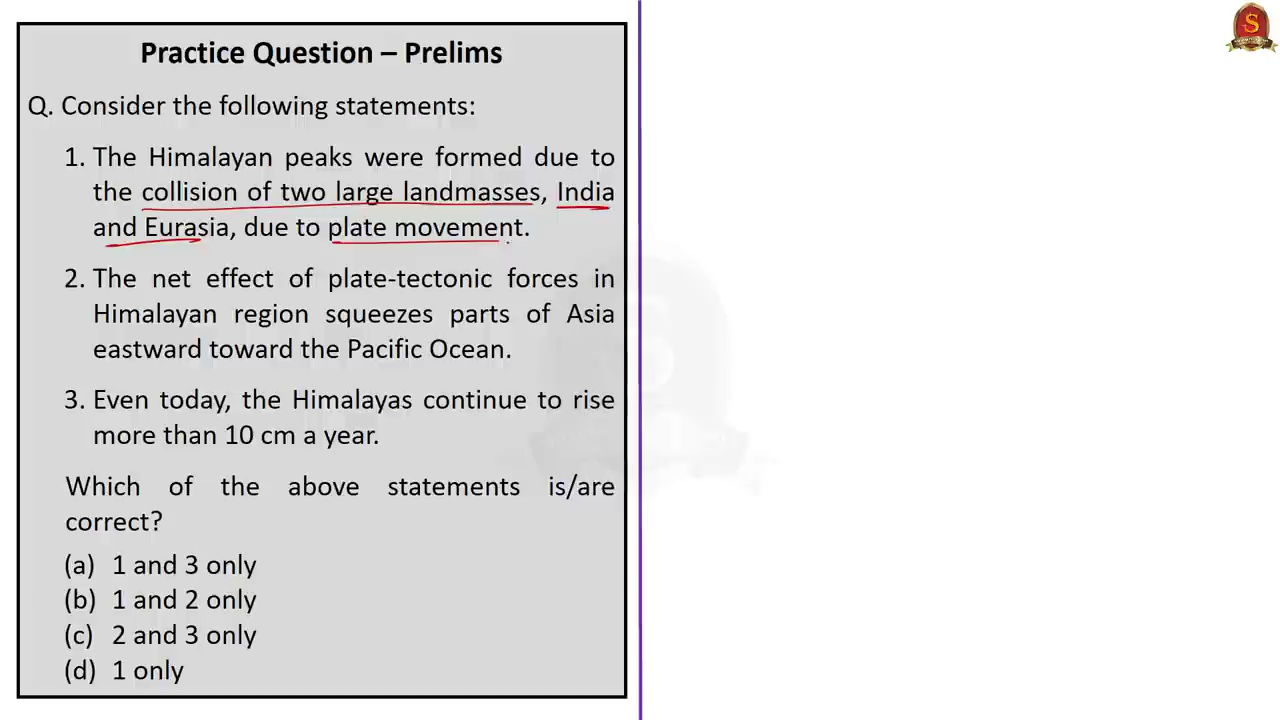 Practice Question – Prelims
Q. Consider the following statements:
1. The Himalayan peaks were formed due to
the collision of two large landmasses, India
and Eurasia, due to plate movement.
2. The net effect of plate-tectonic forces in
Himalayan region squeezes parts of Asia
eastward toward the Pacific Ocean.
3. Even today, the Himalayas continue to rise
more than 10 cm a year.
Which of the above statements is/are
correct?
(a) 1 and 3 only
(b) 1 and 2 only
(c) 2 and 3 only
(d) 1 only
S